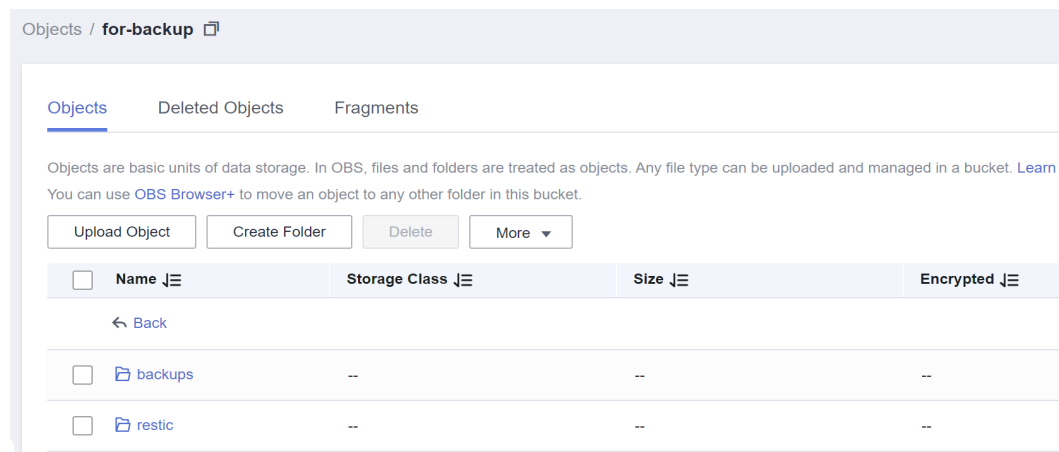 Objects / for-backup
Objects Deleted Objects Fragments
Objects are basic units of data storage. In OBS, files and folders are treated as objects. Any file type can be uploaded and managed in a bucket. Learn
You can use OBS Browser+ to move an object to any other folder in this bucket.
Upload Object Create Folder Delete More
Name Storage Class Size Encrypted
Back
backups -- -- --
restic -- -- --